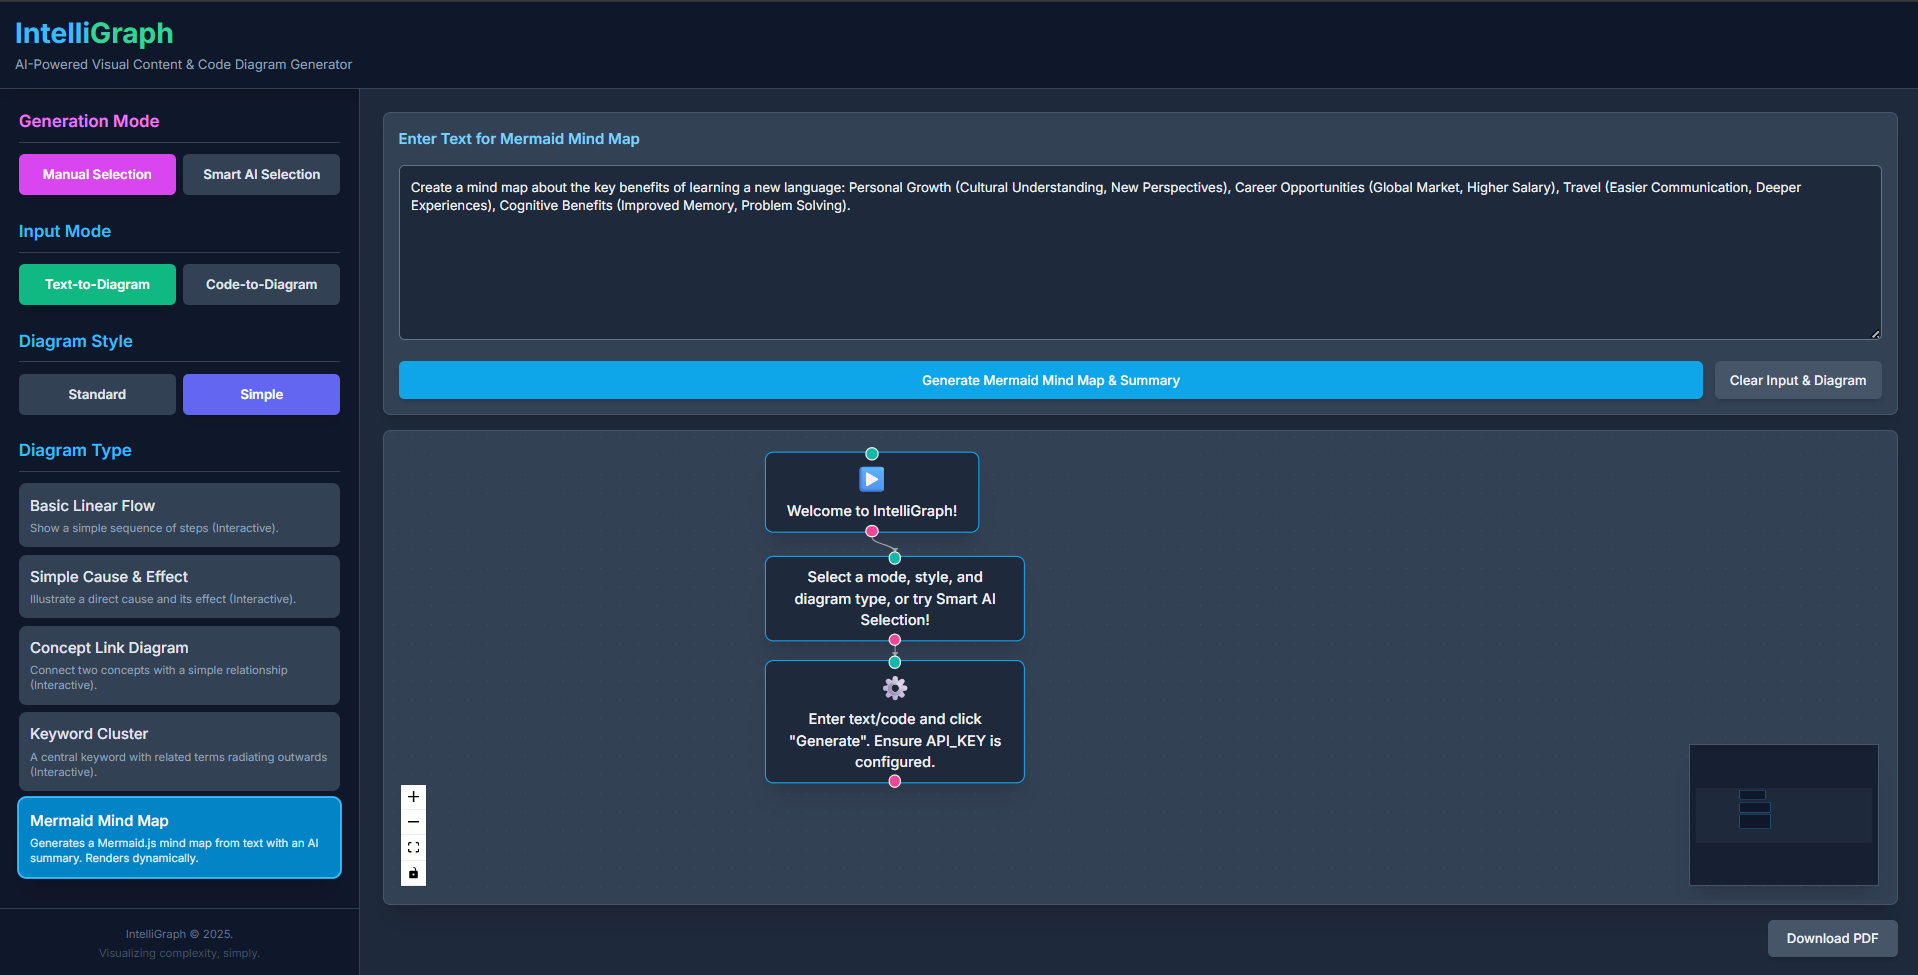 IntelliGraph
AI-Powered Visual Content & Code Diagram Generator
Generation Mode
Manual Selection
Smart AI Selection
Input Mode
Text-to-Diagram
Code-to-Diagram
Diagram Style
Standard
Simple
Diagram Type
Basic Linear Flow
Show a simple sequence of steps (Interactive).
Simple Cause & Effect
Illustrate a direct cause and its effect (Interactive).
Concept Link Diagram
Connect two concepts with a simple relationship
(Interactive).
Keyword Cluster
A central keyword with related terms radiating outwards
(Interactive).
Mermaid Mind Map
Generates a Mermaid.js mind map from text with an AI
summary. Renders dynamically.
IntelliGraph © 2025.
Visualizing complexity, simply.
Enter Text for Mermaid Mind Map
Create a mind map about the key benefits of learning a new language: Personal Growth (Cultural Understanding, New Perspectives), Career Opportunities (Global Market, Higher Salary), Travel (Easier Communication, Deeper
Experiences), Cognitive Benefits (Improved Memory, Problem Solving).
Generate Mermaid Mind Map & Summary
Clear Input & Diagram
Welcome to IntelliGraph!
Select a mode, style, and
diagram type, or try Smart AI
Selection!
Enter text/code and click
"Generate". Ensure API_KEY is
configured.
Download PDF